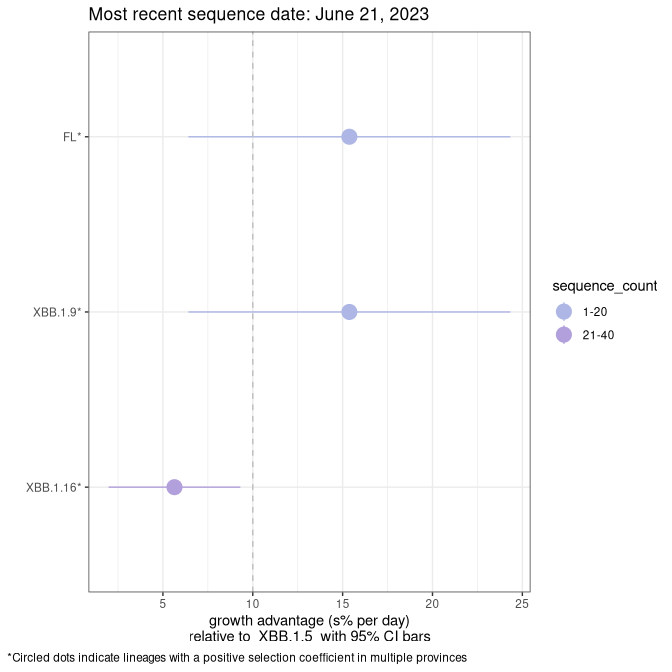 Most recent sequence date: June 21, 2023
FL*
XBB.1.9*
XBB.1.16*
sequence_count
1-20
21-40
5 10 15 20 25
growth advantage (s% per day)
relative to  XBB.1.5  with 95% CI bars
*Circled dots indicate lineages with a positive selection coefficient in multiple provinces